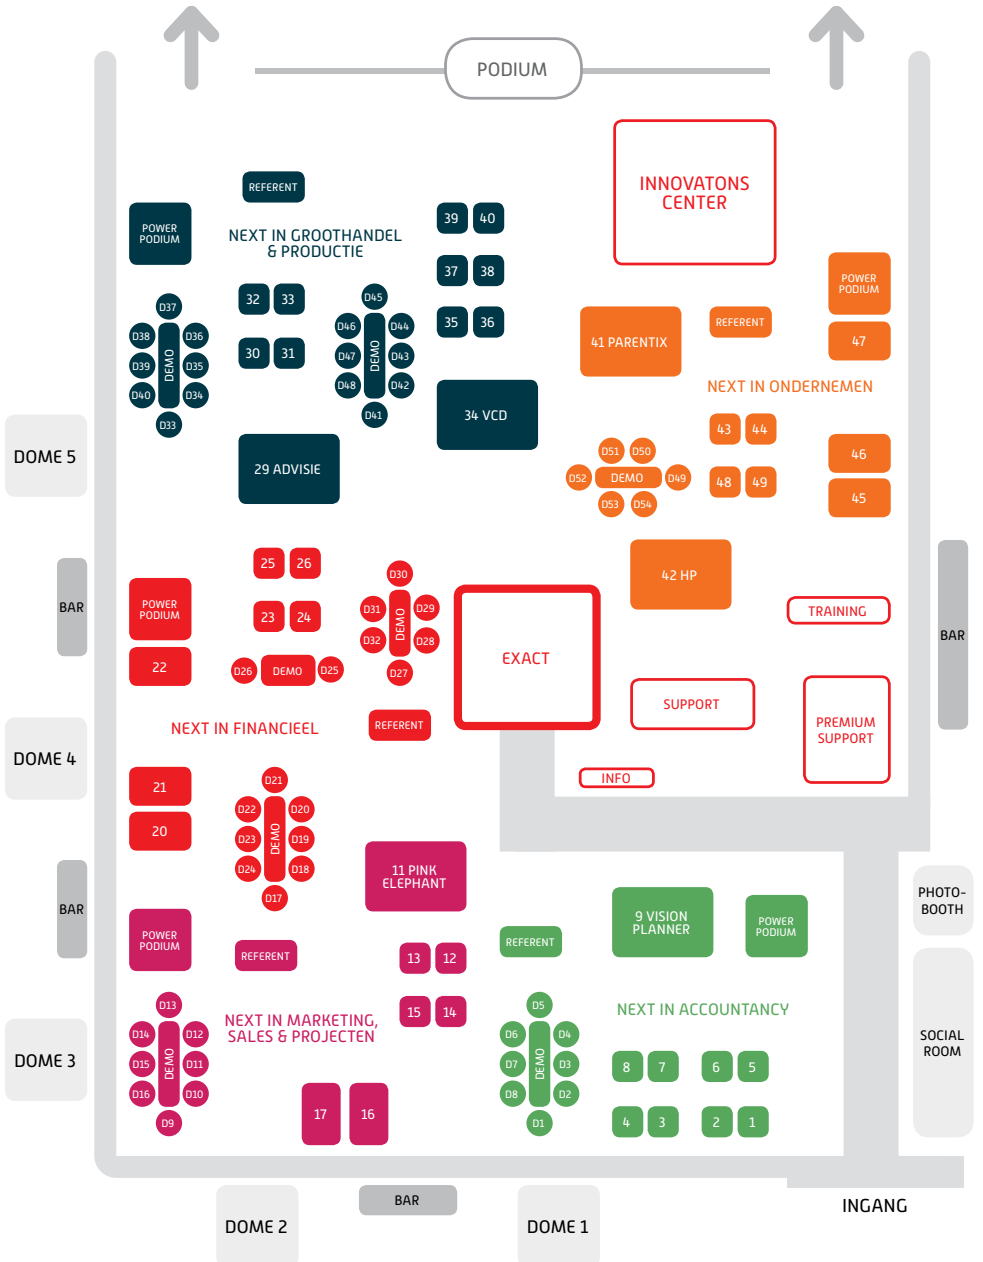 PODIUM
INNOVATONS
CENTER
REFERENT
POWER
PODIUM
NEXT IN GROOTHANDEL
& PRODUCTIE
39 40
37 38
35 36
32 33
30 31
D37
D38 D36
D39 DEMO D35
D40 D34
D33
D45
D46 D44
D47 DEMO D43
D48 D42
D41
34 VCD
29 ADVISIE
POWER
PODIUM
47
REFERENT
41 PARENTIX
NEXT IN ONDERNEMEN
43 44
48 49
46
45
D51 D50
D52 DEMO D49
D53 D54
42 HP
DOME 5
BAR
25 26
23 24
POWER
PODIUM
22
D26 DEMO D25
D30
D31 D29
DEMO
D32 D28
D27
REFERENT
NEXT IN FINANCIEEL
EXACT
TRAINING
SUPPORT
PREMIUM
SUPPORT
INFO
BAR
DOME 4
21
20
D21
D22 D20
D23 DEMO D19
D24 D18
D17
BAR
11 PINK
ELEPHANT
POWER
PODIUM
REFERENT
13 12
15 14
NEXT IN MARKETING,
SALES & PROJECTEN
D13
D14 D12
D15 DEMO D11
D16 D10
D9
17 16
DOME 3
9 VISION
PLANNER
POWER
PODIUM
REFERENT
NEXT IN ACCOUNTANCY
D5
D6 D4
D7 DEMO D3
D8 D2
D1
8 7 6 5
4 3 2 1
PHOTO-
BOOTH
SOCIAL
ROOM
INGANG
DOME 2
BAR
DOME 1